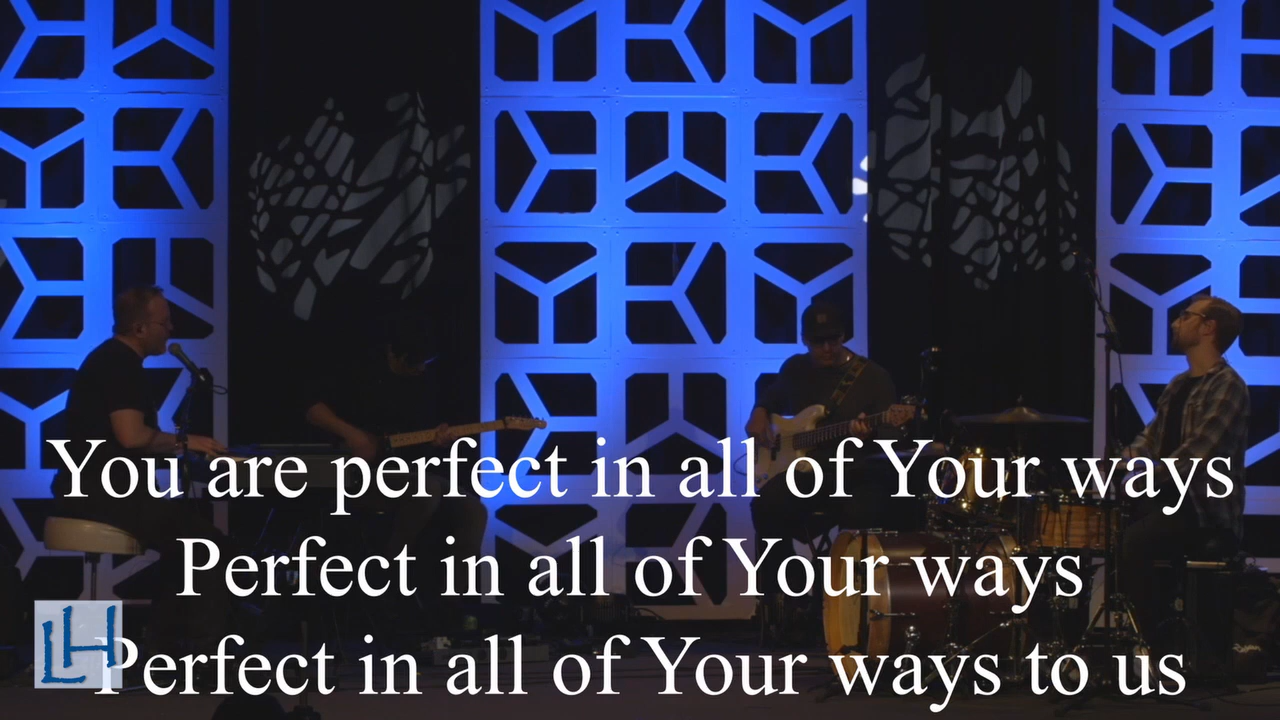 You are perfect in all of Your ways
Perfect in all of Your ways
LH
Perfect in all of Your ways to us